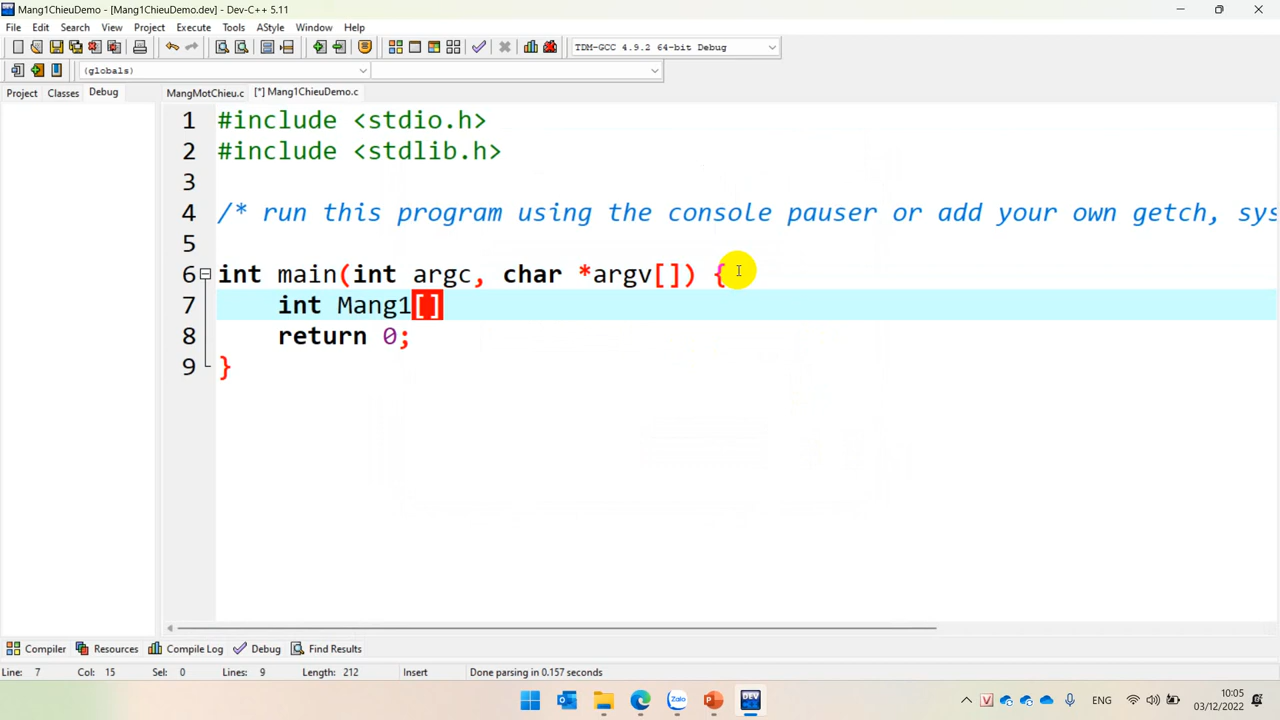 Mang1ChieuDemo - [Mang1ChieuDemo.dev] - Dev-C++ 5.11
File Edit Search View Project Execute Tools AStyle Window Help
TDM-GCC 4.9.2 64-bit Debug
(globals)
Project Classes Debug MangMotChieu.c [*] Mang1ChieuDemo.c
1 #include <stdio.h>
2 #include <stdlib.h>
3
4 /* run this program using the console pauser or add your own getch, sys
5
6 int main(int argc, char *argv[]) {
7 int Mang1[]
8 return 0;
9 }
Compiler Resources Compile Log Debug Find Results
Line: 7 Col: 15 Sel: 0 Lines: 9 Length: 212 Insert Done parsing in 0.157 seconds
DEV Zalo P V ENG 10:05
03/12/2022